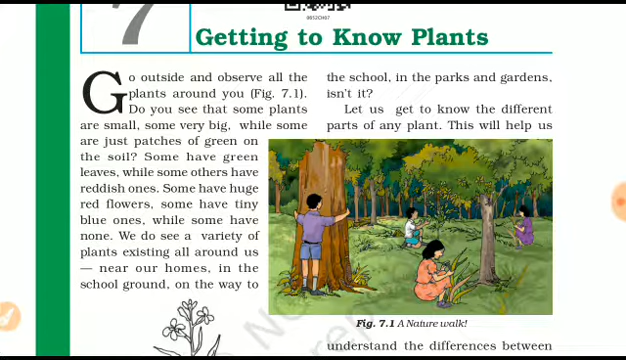 0652CH07
7
Getting to Know Plants
Go outside and observe all the
plants around you (Fig. 7.1).
Do you see that some plants
are small, some very big, while some
are just patches of green on
the soil? Some have green
leaves, while some others have
reddish ones. Some have huge
red flowers, some have tiny
blue ones, while some have
none. We do see a variety of
plants existing all around us
— near our homes, in the
school ground, on the way to
the school, in the parks and gardens,
isn't it?
Let us get to know the different
parts of any plant. This will help us
Fig. 7.1 A Nature walk!
understand the differences between